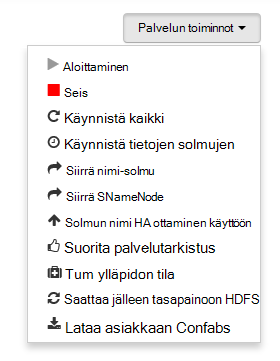 Palvelun toiminnot
Aloittaminen
Seis
Käynnistä kaikki
Käynnistä tietojen solmujen
Siirrä nimi-solmu
Siirrä SNameNode
Solmun nimi HA ottaminen käyttöön
Suorita palvelutarkistus
Tum ylläpidon tila
Saattaa jälleen tasapainoon HDFS
Lataa asiakkaan Confabs